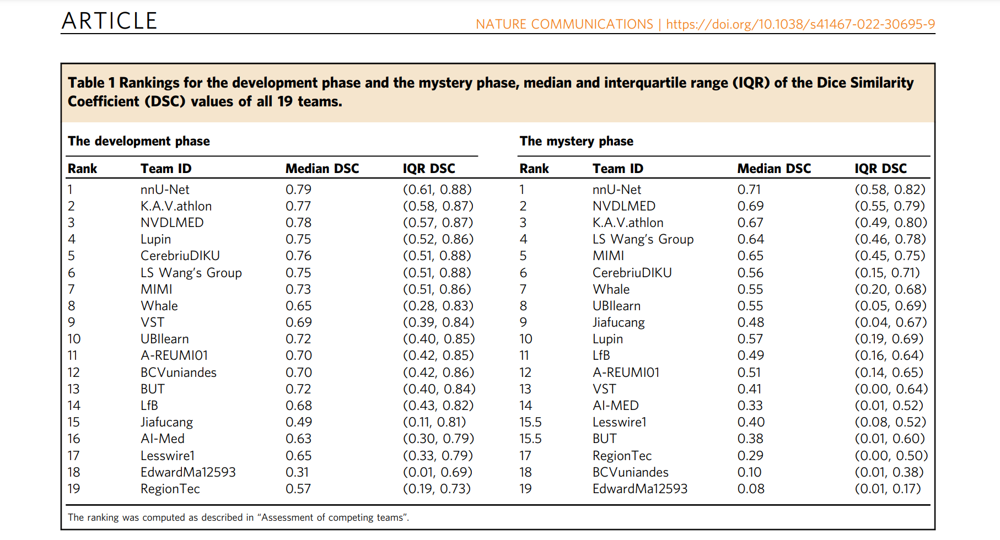 ARTICLE
NATURE COMMUNICATIONS | https://doi.org/10.1038/s41467-022-30695-9
Table 1 Rankings for the development phase and the mystery phase, median and interquartile range (IQR) of the Dice Similarity
Coefficient (DSC) values of all 19 teams.
The development phase The mystery phase
Rank Team ID Median DSC IQR DSC Rank Team ID Median DSC IQR DSC
1 nnU-Net 0.79 (0.61, 0.88) 1 nnU-Net 0.71 (0.58, 0.82)
2 K.A.V.athlon 0.77 (0.58, 0.87) 2 NVDLMED 0.69 (0.55, 0.79)
3 NVDLMED 0.78 (0.57, 0.87) 3 K.A.V.athlon 0.67 (0.49, 0.80)
4 Lupin 0.75 (0.52, 0.86) 4 LS Wang's Group 0.64 (0.46, 0.78)
5 CerebriuDIKU 0.76 (0.51, 0.88) 5 MIMI 0.65 (0.45, 0.75)
6 LS Wang's Group 0.75 (0.51, 0.88) 6 CerebriuDIKU 0.56 (0.15, 0.71)
7 MIMI 0.73 (0.51, 0.86) 7 Whale 0.55 (0.20, 0.68)
8 Whale 0.65 (0.28, 0.83) 8 UBIlearn 0.55 (0.05, 0.69)
9 VST 0.69 (0.39, 0.84) 9 Jiafucang 0.48 (0.04, 0.67)
10 UBIlearn 0.72 (0.40, 0.85) 10 Lupin 0.57 (0.19, 0.69)
11 A-REUMI01 0.70 (0.42, 0.85) 11 LfB 0.49 (0.16, 0.64)
12 BCVuniandes 0.70 (0.42, 0.86) 12 A-REUMI01 0.51 (0.14, 0.65)
13 BUT 0.72 (0.40, 0.84) 13 VST 0.41 (0.00, 0.64)
14 LfB 0.68 (0.43, 0.82) 14 AI-MED 0.33 (0.01, 0.52)
15 Jiafucang 0.49 (0.11, 0.81) 15.5 Lesswire1 0.40 (0.08, 0.52)
16 AI-Med 0.63 (0.30, 0.79) 15.5 BUT 0.38 (0.01, 0.60)
17 Lesswire1 0.65 (0.33, 0.79) 17 RegionTec 0.29 (0.00, 0.50)
18 EdwardMa12593 0.31 (0.01, 0.69) 18 BCVuniandes 0.10 (0.01, 0.38)
19 RegionTec 0.57 (0.19, 0.73) 19 EdwardMa12593 0.08 (0.01, 0.17)
The ranking was computed as described in "Assessment of competing teams".